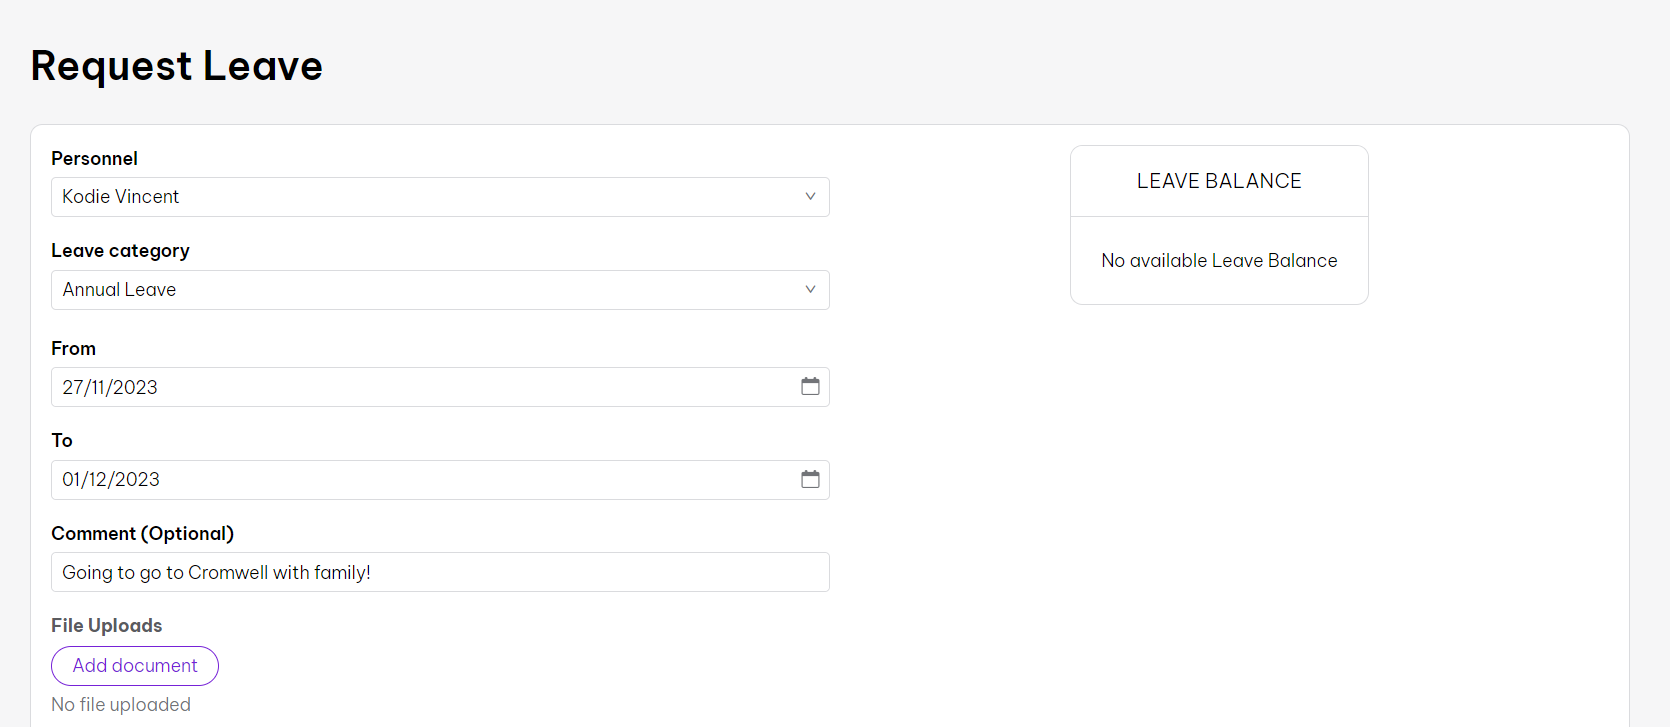 Request Leave
Personnel
Kodie Vincent
Leave category
Annual Leave
From
27/11/2023
To
01/12/2023
Comment (Optional)
Going to go to Cromwell with family!
File Uploads
Add document
No file uploaded
LEAVE BALANCE
No available Leave Balance